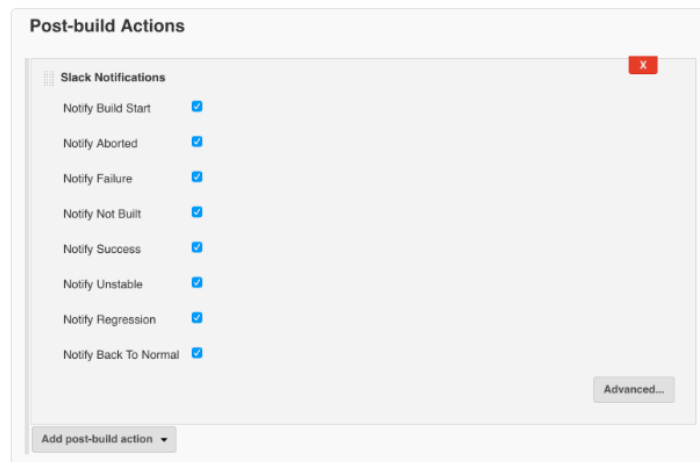 Post-build Actions
X
Slack Notifications
Notify Build Start
Notify Aborted
Notify Failure
Notify Not Built
Notify Success
Notify Unstable
Notify Regression
Notify Back To Normal
Advanced...
Add post-build action